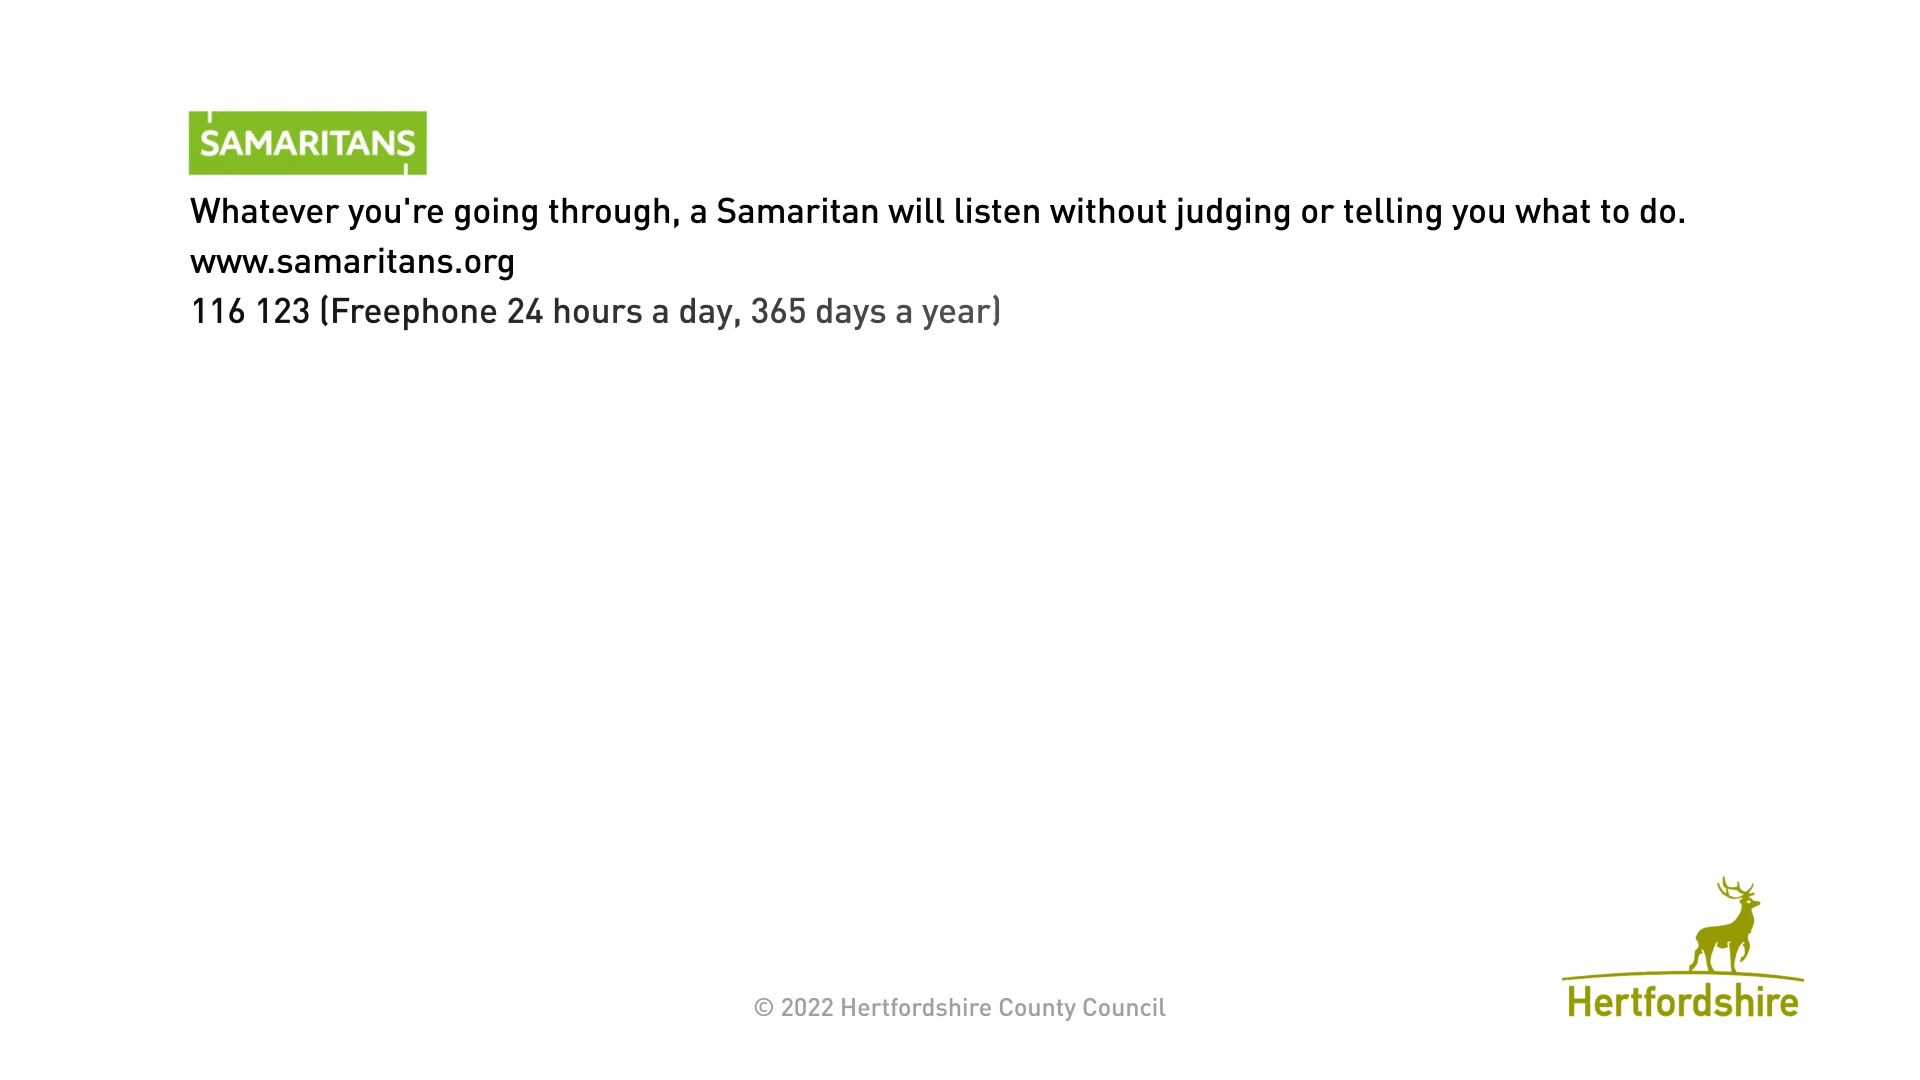 SAMARITANS
Whatever you're going through, a Samaritan will listen without judging or telling you what to do.
www.samaritans.org
116 123 (Freephone 24 hours a day, 365 days a year)
© 2022 Hertfordshire County Council
Hertfordshire